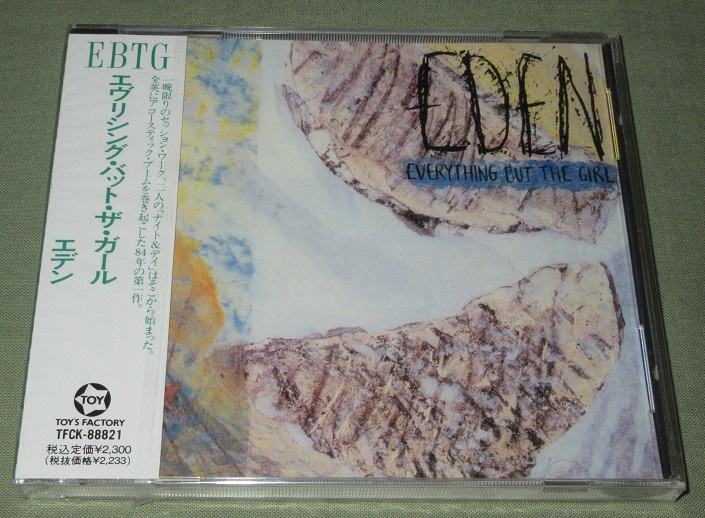 EBTG
エヴリシング・バット・ザ・ガール
エデン
一晩限りのセッション・ワーク。二人の「ナイト&デイ」はそこから始まった。
全英にアコースティック・ブームを巻き起こした84年の第一作。
TOY
TOY'S FACTORY
TFCK-88821
税込定価¥2,300
(税抜価格¥2,233)
EDEN
EVERYTHING BUT THE GIRL